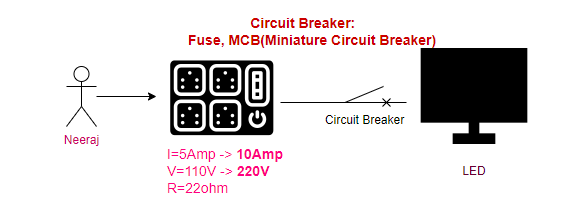 Circuit Breaker:
Fuse, MCB(Miniature Circuit Breaker)
Neeraj
Circuit Breaker
I=5Amp -> 10Amp
V=110V -> 220V
R=22ohm
LED